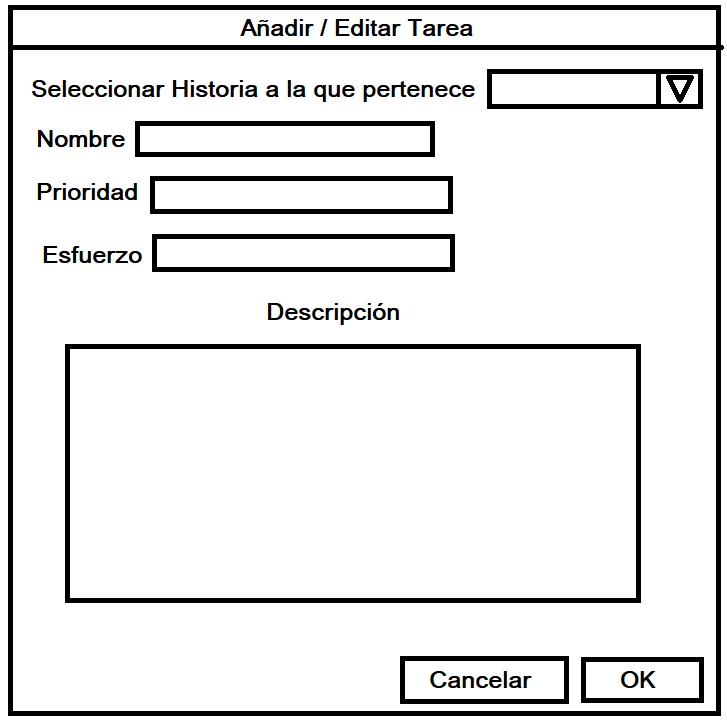 Añadir / Editar Tarea
Seleccionar Historia a la que pertenece
Nombre
Prioridad
Esfuerzo
Descripción
Cancelar OK